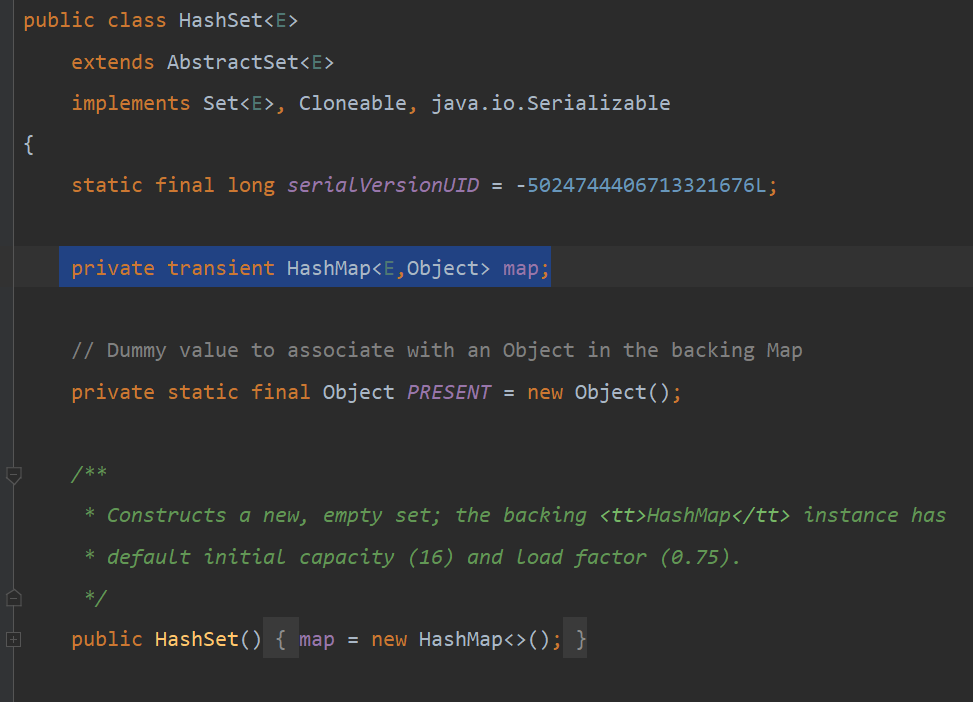 public class HashSet<E>
extends AbstractSet<E>
implements Set<E>, Cloneable, java.io.Serializable
{
static final long serialVersionUID = -5024744406713321676L;
private transient HashMap<E,Object> map;
// Dummy value to associate with an Object in the backing Map
private static final Object PRESENT = new Object();
/**
* Constructs a new, empty set; the backing <tt>HashMap</tt> instance has
* default initial capacity (16) and load factor (0.75).
*/
public HashSet() { map = new HashMap<>(); }